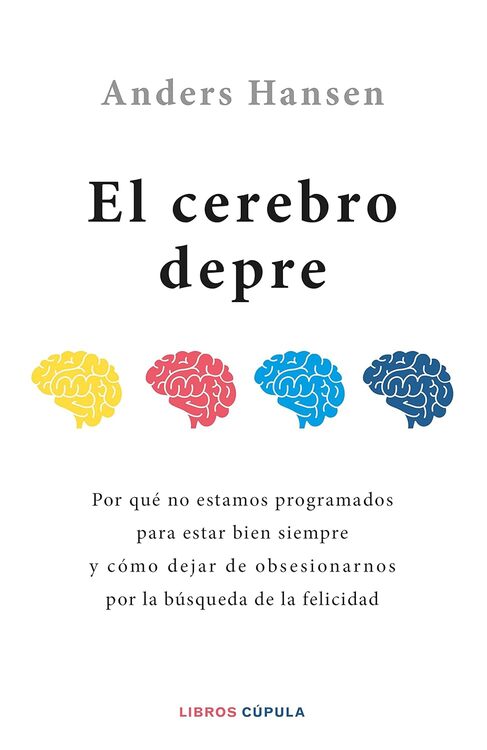 Anders Hansen
El cerebro
depre
Por qué no estamos programados
para estar bien siempre
y cómo dejar de obsesionarnos
por la búsqueda de la felicidad
LIBROS CÚPULA